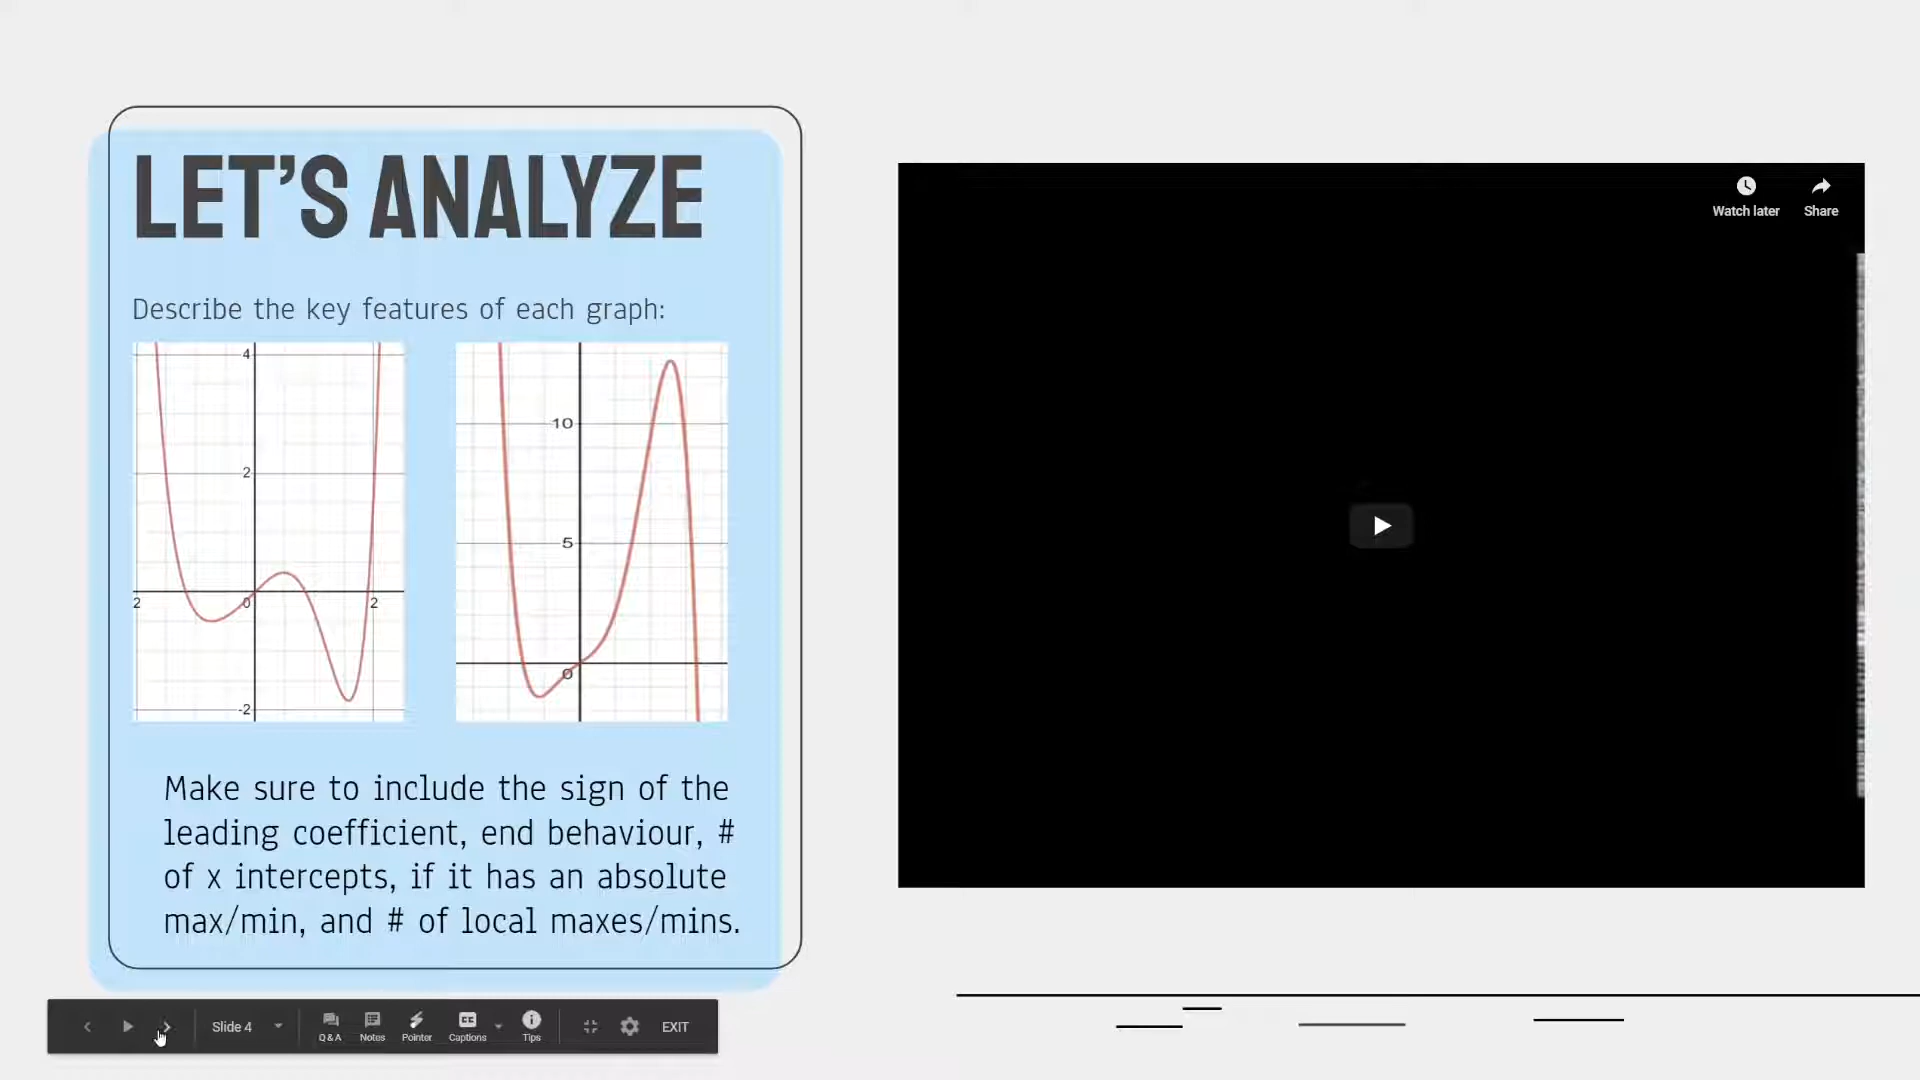 LET'S ANALYZE
Describe the key features of each graph:
4
2
2
0
2
-2
10
5
0
Make sure to include the sign of the
leading coefficient, end behaviour, #
of x intercepts, if it has an absolute
max/min, and # of local maxes/mins.
Watch later
Share
Slide 4
Q & A
Notes
Pointer
CC
Captions
Tips
EXIT